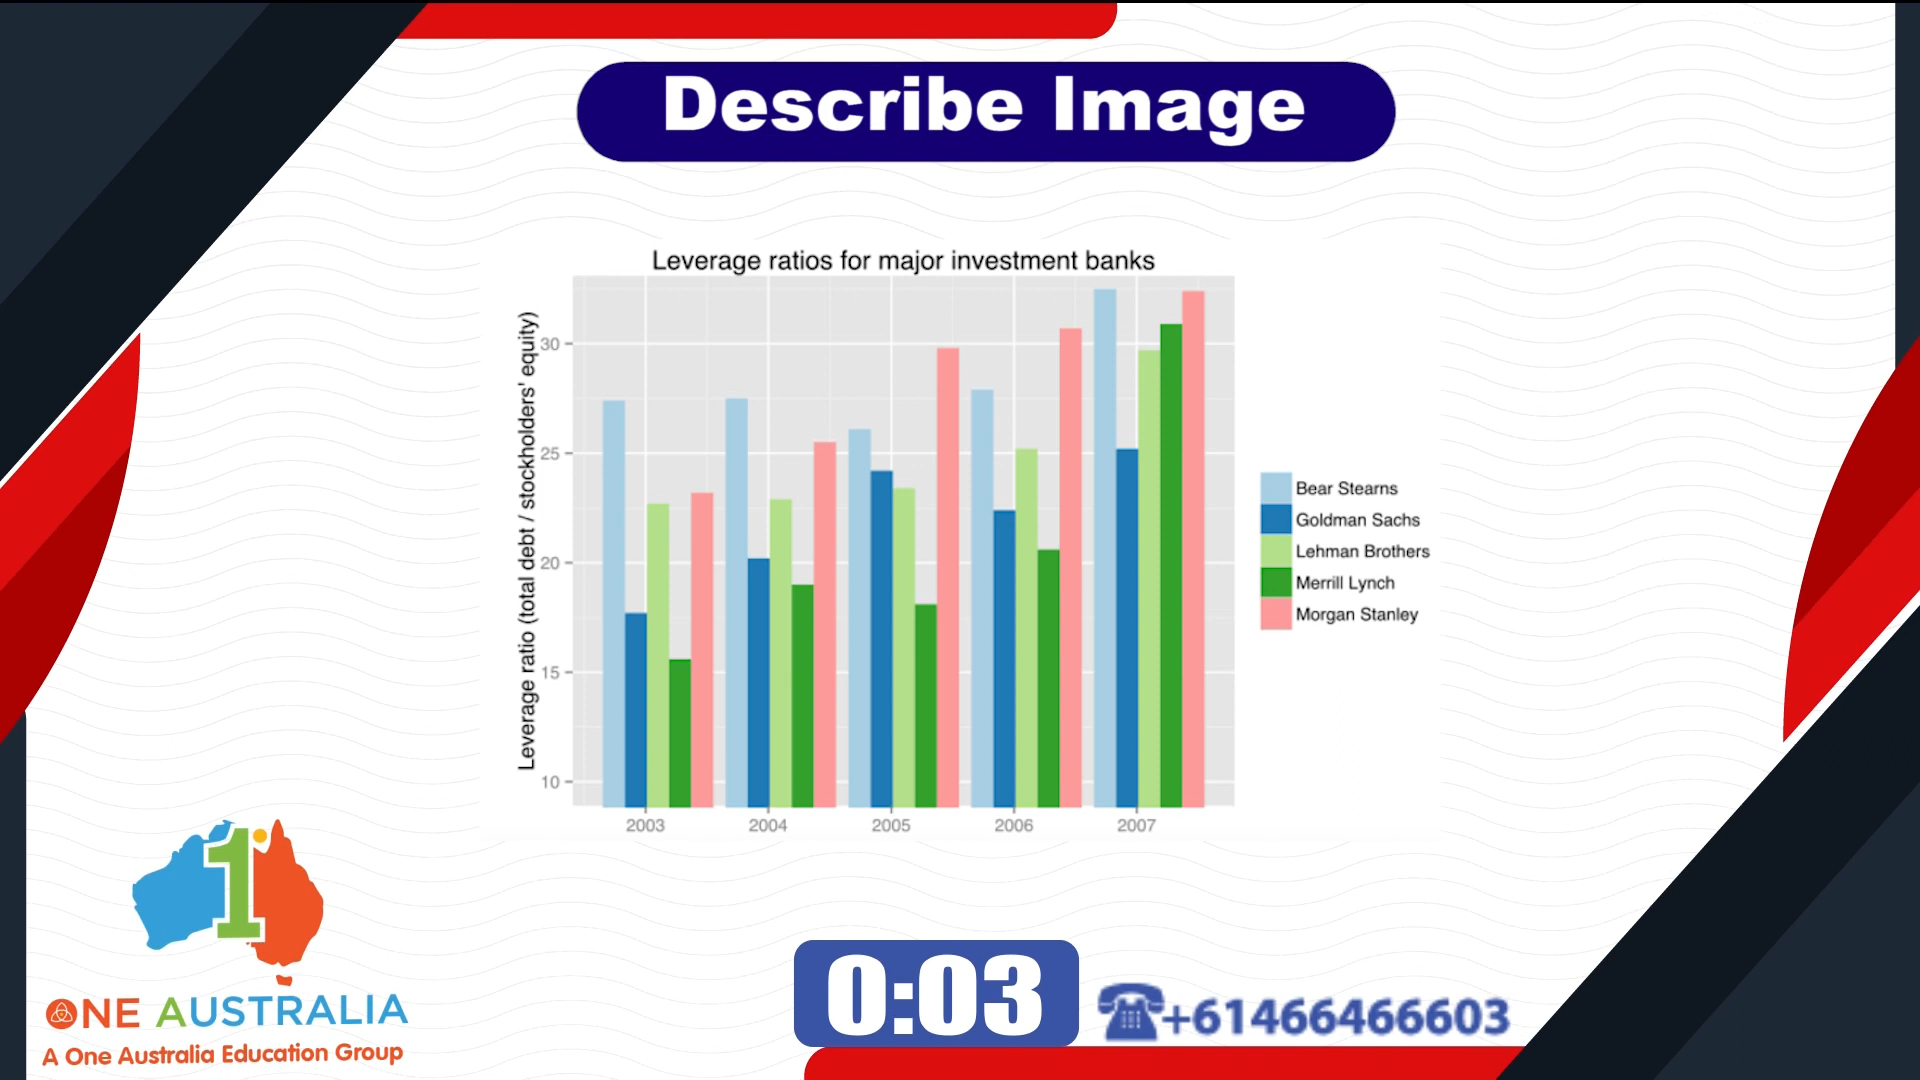 Describe Image
Leverage ratios for major investment banks
Leverage ratio (total debt / stockholders' equity)
30
25
20
15
10
2003 2004 2005 2006 2007
Bear Stearns
Goldman Sachs
Lehman Brothers
Merrill Lynch
Morgan Stanley
1
ONE AUSTRALIA
A One Australia Education Group
0:03
+61466466603